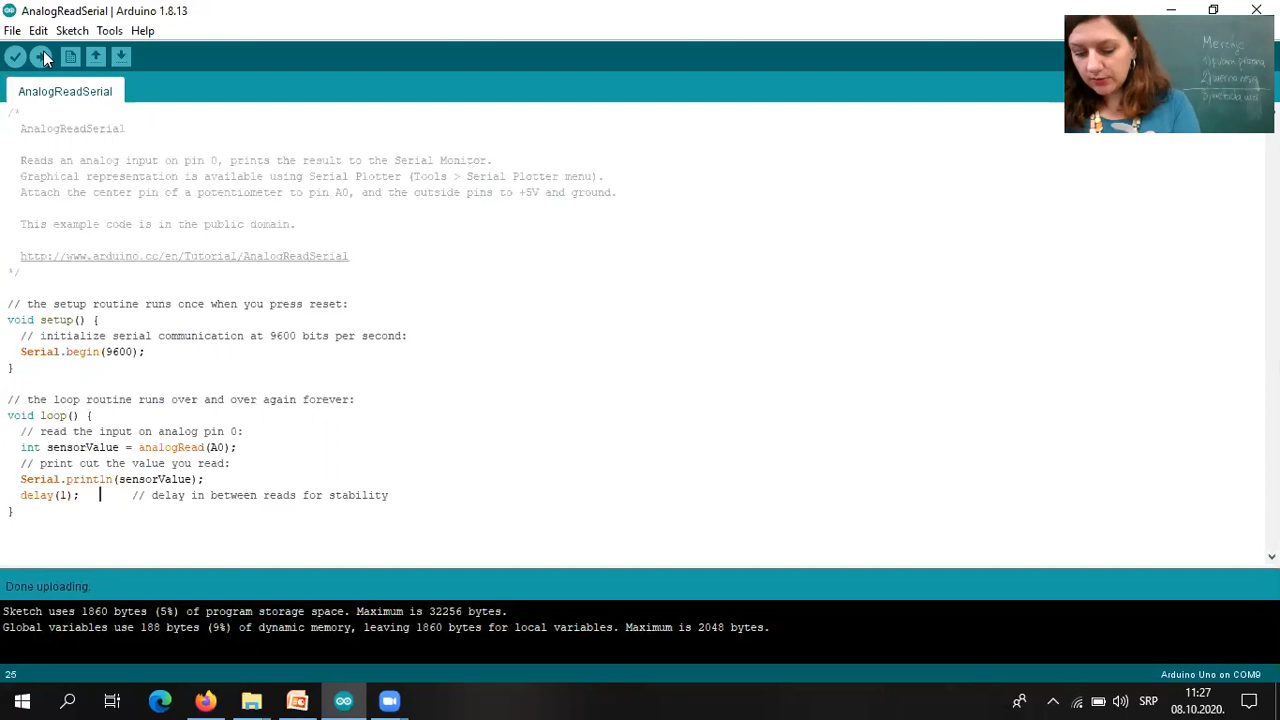 AnalogReadSerial | Arduino 1.8.13
File Edit Sketch Tools Help
AnalogReadSerial
/*
AnalogReadSerial
Reads an analog input on pin 0, prints the result to the Serial Monitor.
Graphical representation is available using Serial Plotter (Tools > Serial Plotter menu).
Attach the center pin of a potentiometer to pin A0, and the outside pins to +5V and ground.
This example code is in the public domain.
http://www.arduino.cc/en/Tutorial/AnalogReadSerial
*/
// the setup routine runs once when you press reset:
void setup() {
// initialize serial communication at 9600 bits per second:
Serial.begin(9600);
}
// the loop routine runs over and over again forever:
void loop() {
// read the input on analog pin 0:
int sensorValue = analogRead(A0);
// print out the value you read:
Serial.println(sensorValue);
delay(1); // delay in between reads for stability
}
Done uploading.
Sketch uses 1860 bytes (5%) of program storage space. Maximum is 32256 bytes.
Global variables use 188 bytes (9%) of dynamic memory, leaving 1860 bytes for local variables. Maximum is 2048 bytes.
25
Arduino Uno on COM9
SRP
11:27
08.10.2020.